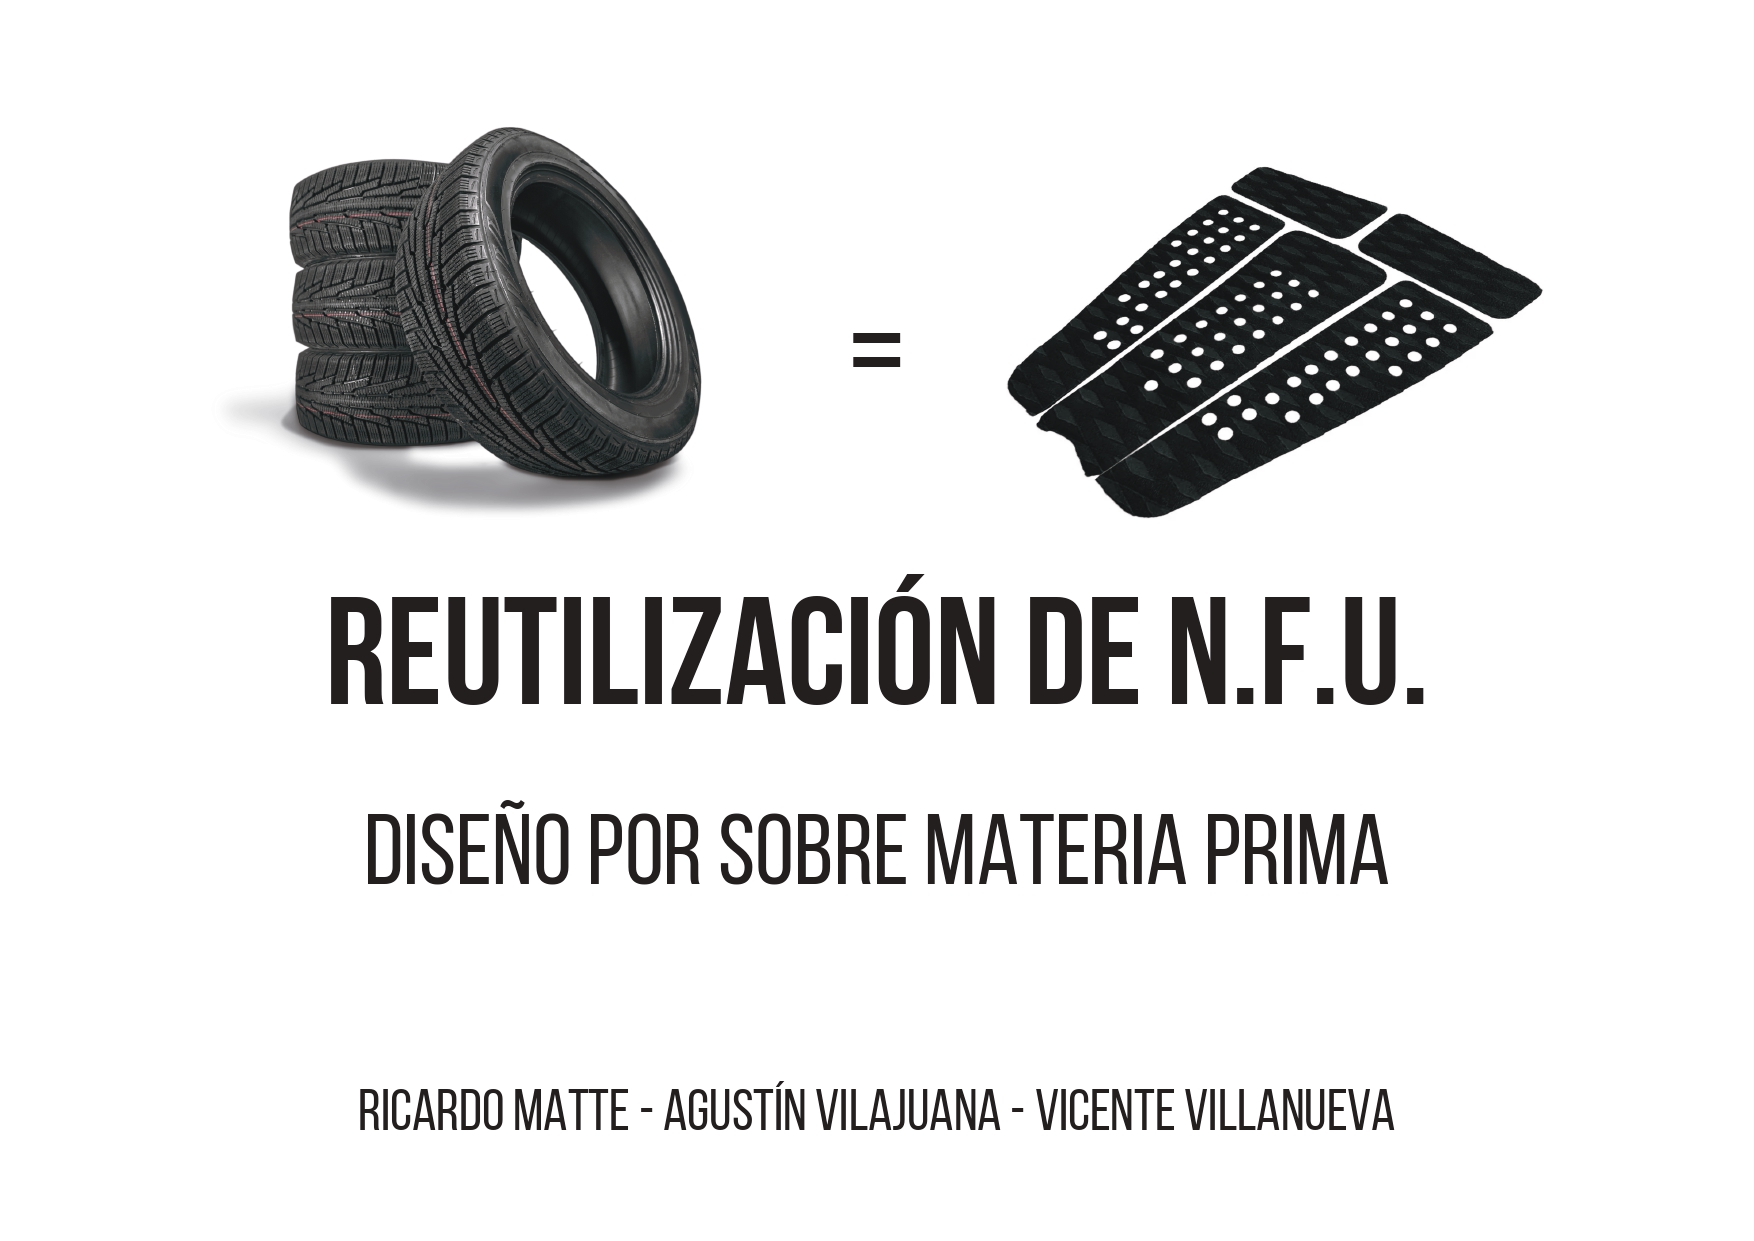 =
REUTILIZACIÓN DE N.F.U.
DISEÑO POR SOBRE MATERIA PRIMA
RICARDO MATTE - AGUSTÍN VILAJUANA - VICENTE VILLANUEVA